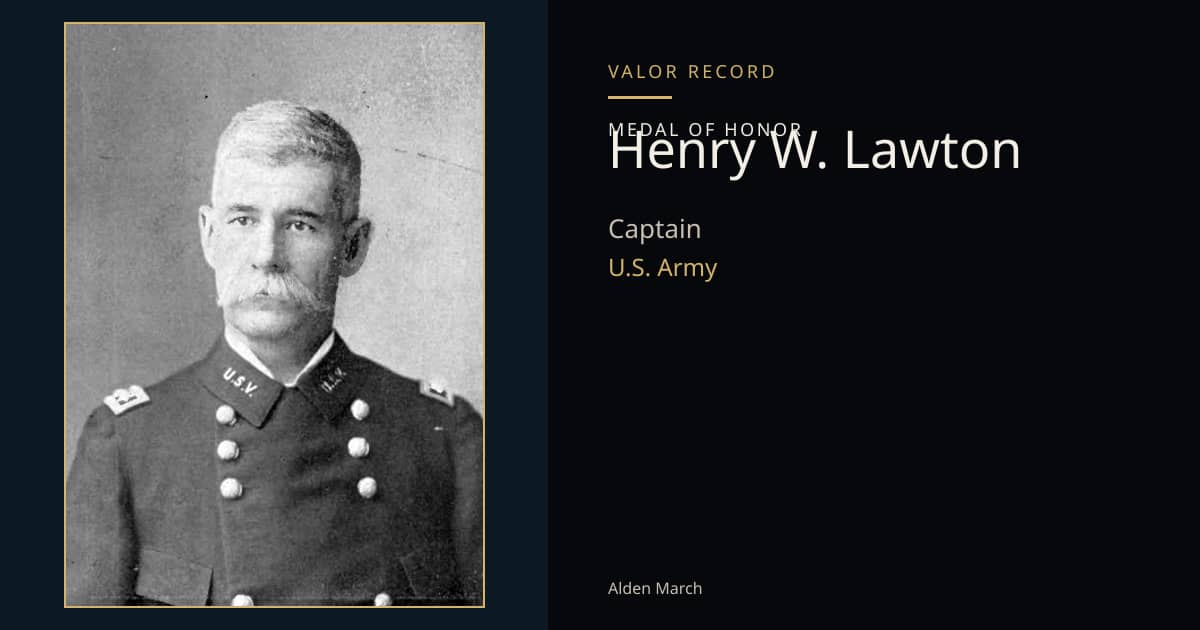 VALOR RECORD
MEDAL OF HONOR
Henry W. Lawton
Captain
U.S. Army
Alden March
U.S.V.
U.S.V.